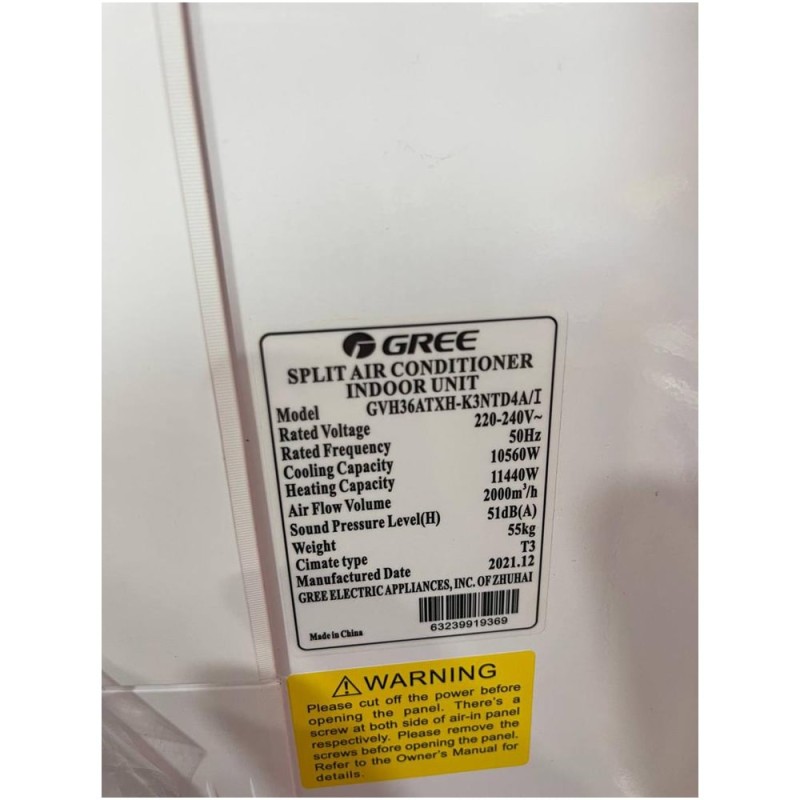 GREE
SPLIT AIR CONDITIONER
INDOOR UNIT
Model GVH36ATXH-K3NTD4A/I
Rated Voltage 220-240V~
Rated Frequency 50Hz
Cooling Capacity 10560W
Heating Capacity 11440W
Air Flow Volume 2000m³/h
Sound Pressure Level(H) 51dB(A)
Weight 55kg
Cimate type T3
Manufactured Date 2021.12
GREE ELECTRIC APPLIANCES, INC. OF ZHUHAI
63239919369
Made in China
WARNING
Please cut off the power before
opening the panel. There's a
screw at both side of air-in panel
respectively. Please remove the
screws before opening the panel.
Refer to the Owner's Manual for
details.